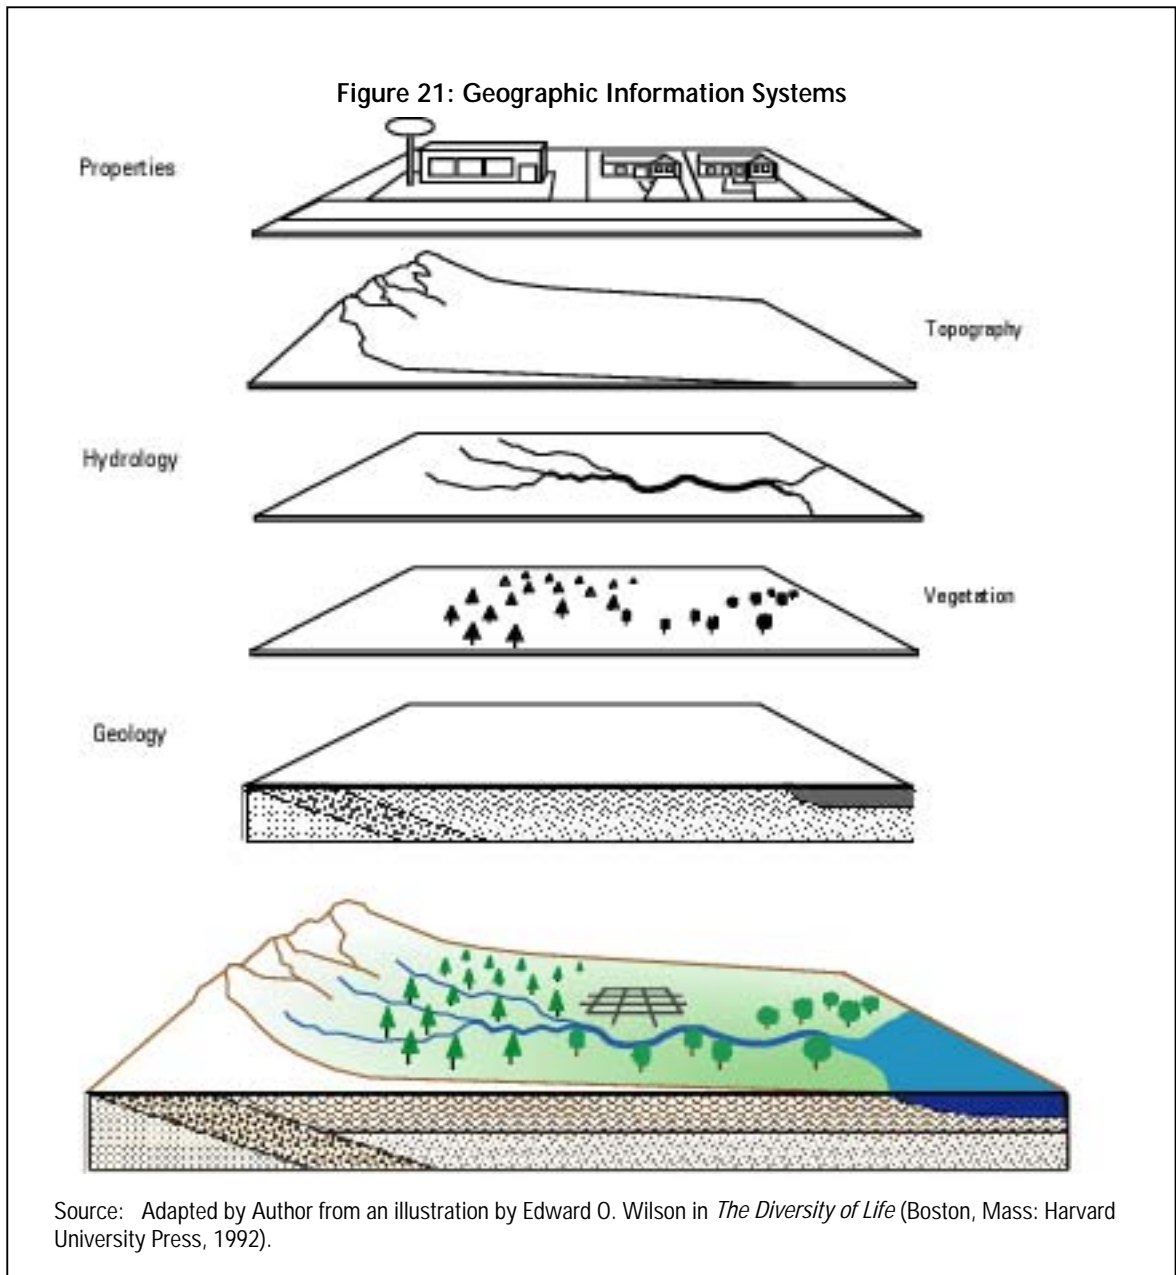 Figure 21: Geographic Information Systems
Properties
Topography
Hydrology
Vegetation
Geology
Source: Adapted by Author from an illustration by Edward O. Wilson in The Diversity of Life (Boston, Mass: Harvard
University Press, 1992).